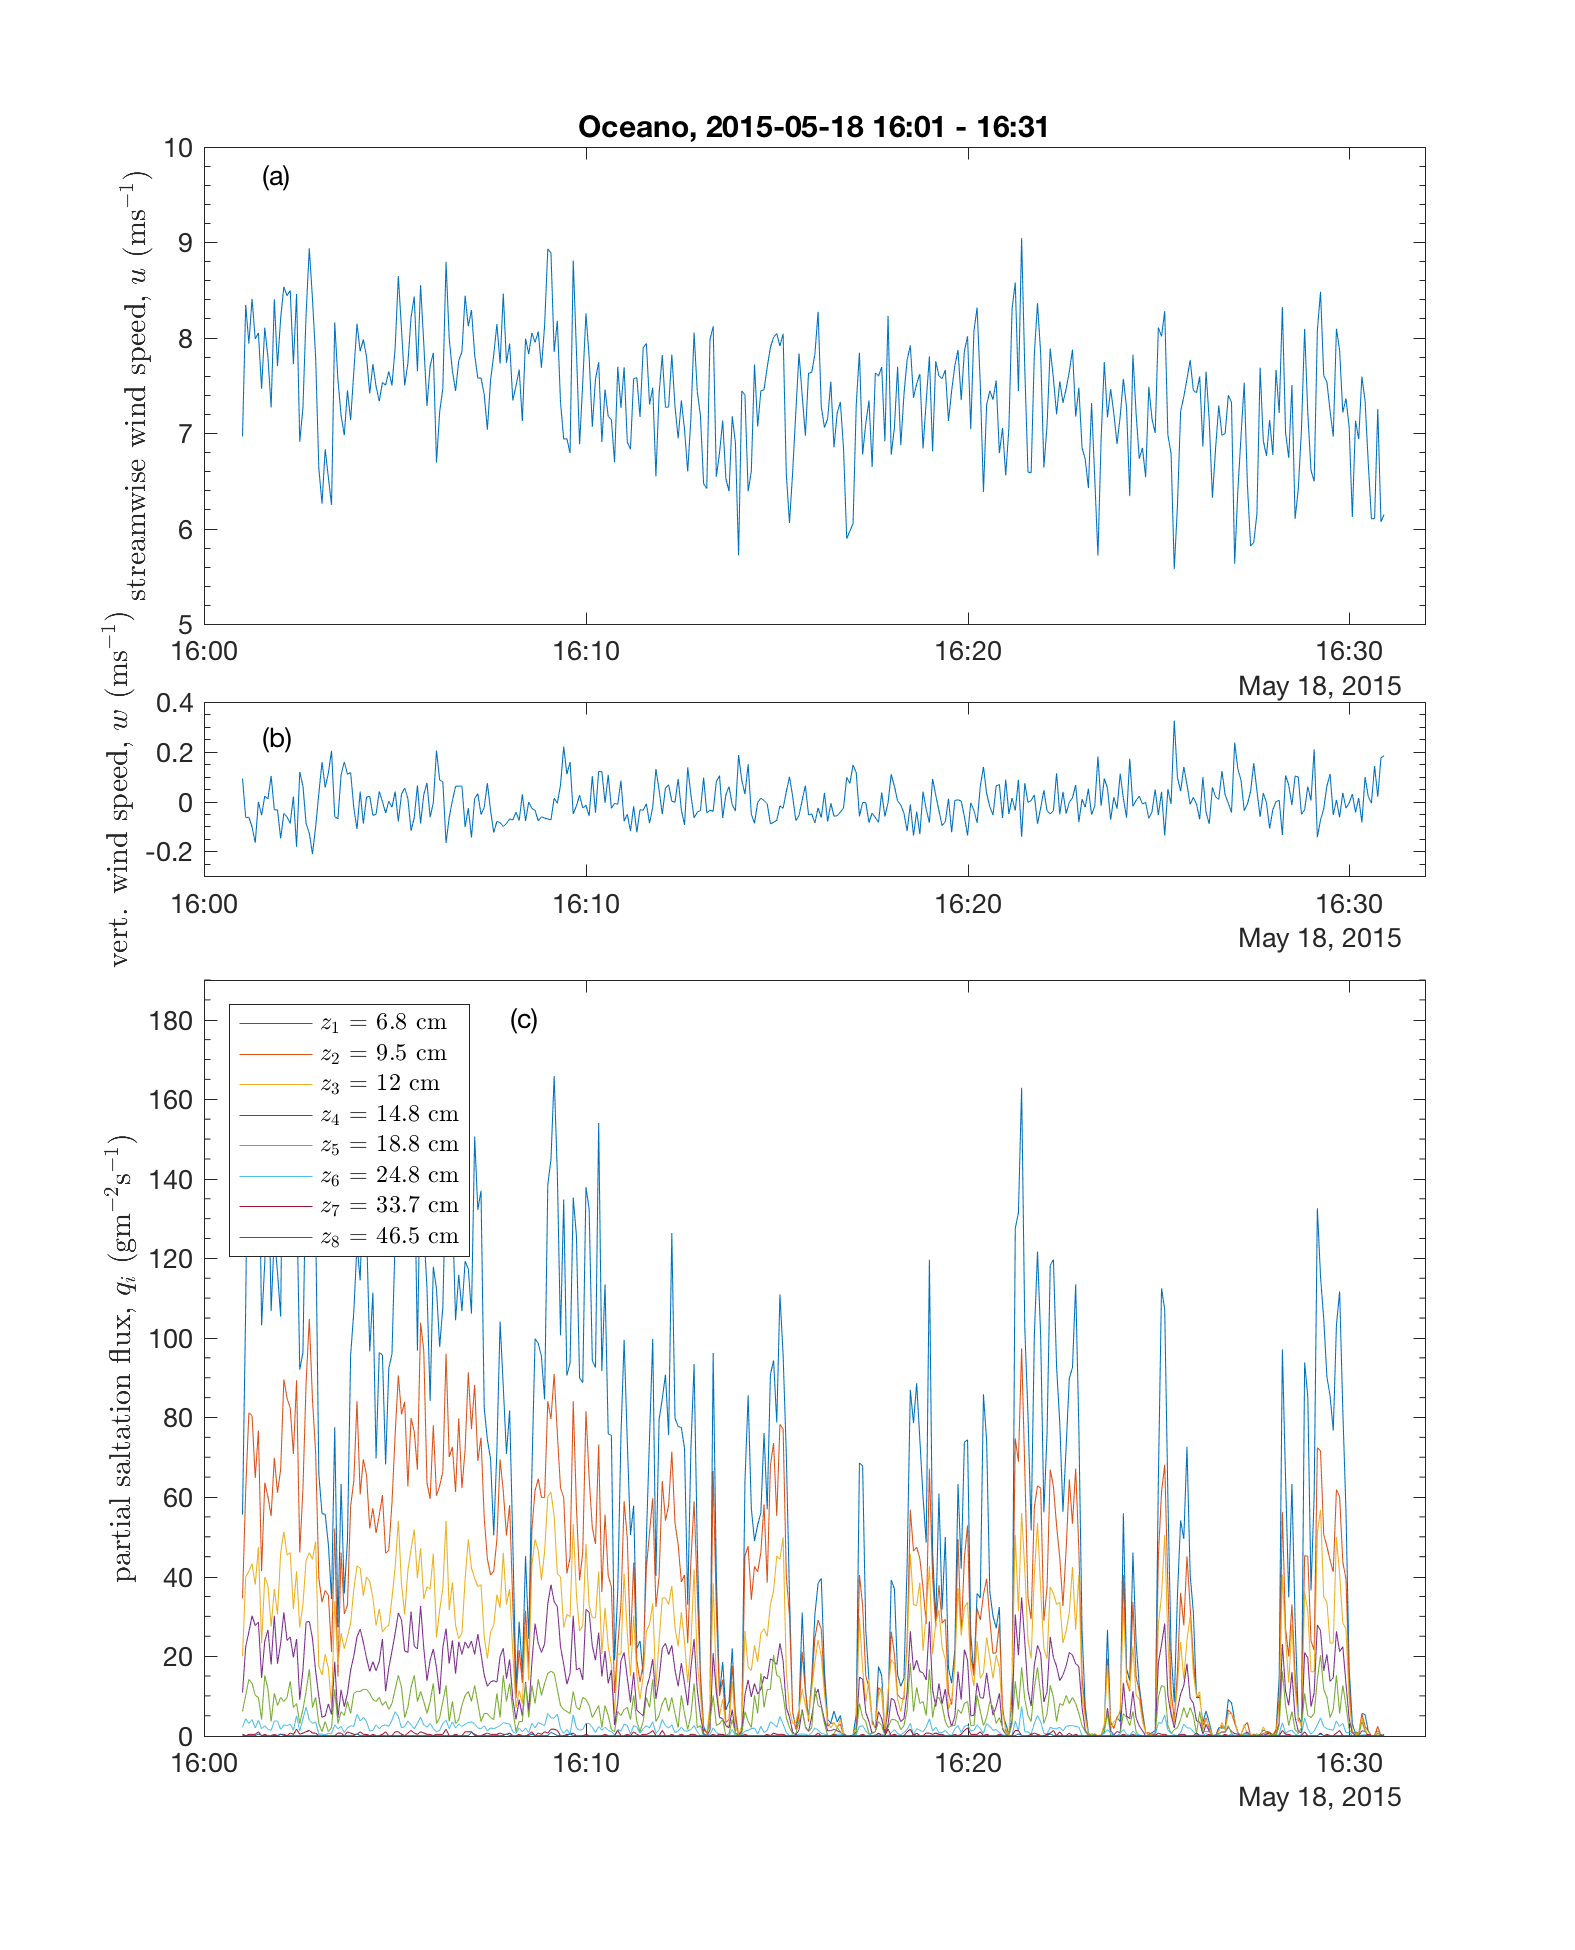 Oceano, 2015-05-18 16:01 - 16:31
(a)
streamwise wind speed, u (ms⁻¹)
10
9
8
7
6
5
16:00 16:10 16:20 16:30
May 18, 2015
(b)
vert. wind speed, w (ms⁻¹)
0.4
0.2
0
-0.2
16:00 16:10 16:20 16:30
May 18, 2015
(c)
partial saltation flux, qᵢ (gm⁻²s⁻¹)
180
160
140
120
100
80
60
40
20
0
z₁ = 6.8 cm
z₂ = 9.5 cm
z₃ = 12 cm
z₄ = 14.8 cm
z₅ = 18.8 cm
z₆ = 24.8 cm
z₇ = 33.7 cm
z₈ = 46.5 cm
16:00 16:10 16:20 16:30
May 18, 2015